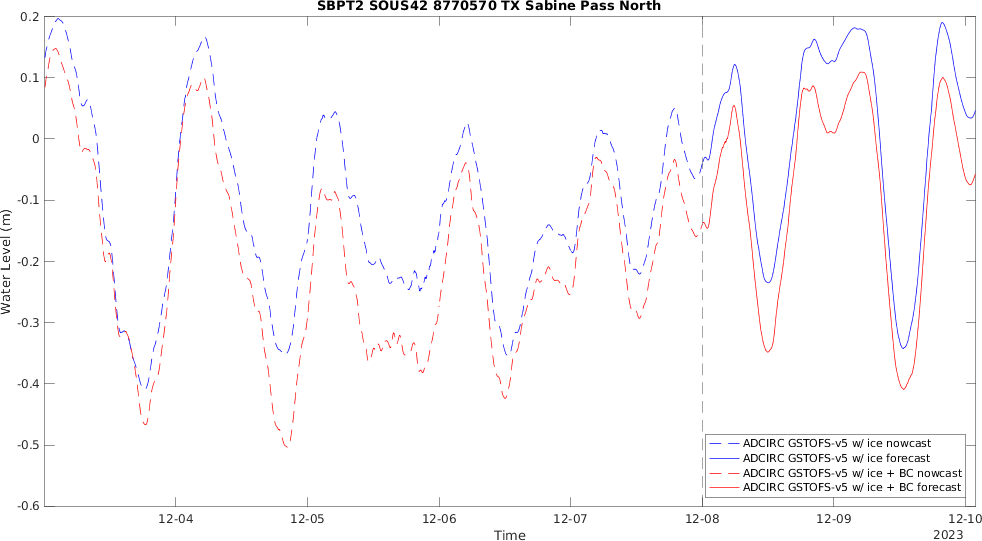 SBPT2 SOUS42 8770570 TX Sabine Pass North
Water Level (m)
0.2
0.1
0
-0.1
-0.2
-0.3
-0.4
-0.5
-0.6
12-04
12-05
12-06
12-07
12-08
12-09
12-10
2023
Time
ADCIRC GSTOFS-v5 w/ ice nowcast
ADCIRC GSTOFS-v5 w/ ice forecast
ADCIRC GSTOFS-v5 w/ ice + BC nowcast
ADCIRC GSTOFS-v5 w/ ice + BC forecast